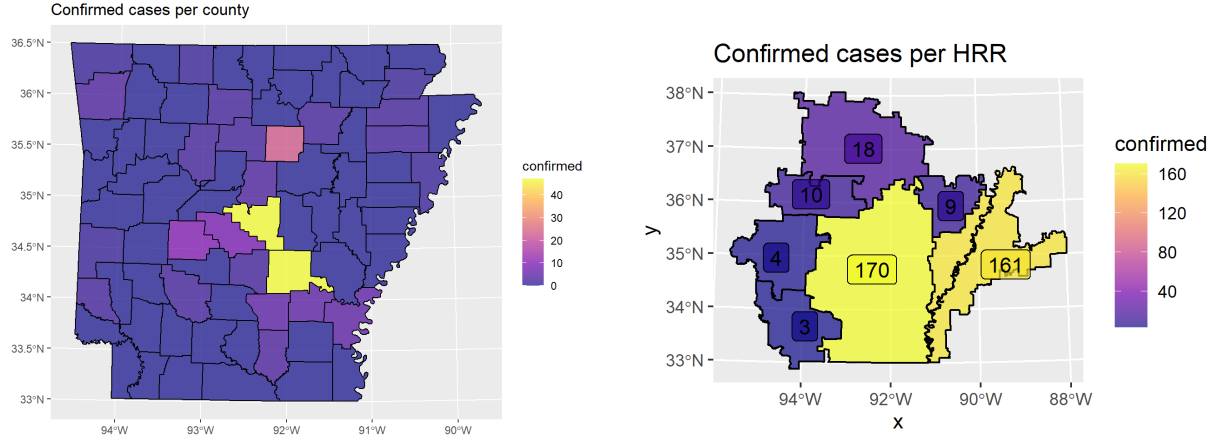 Confirmed cases per county
36.5°N
36°N
35.5°N
35°N
34.5°N
34°N
33.5°N
33°N
94°W 93°W 92°W 91°W 90°W
confirmed
40
30
20
10
0
Confirmed cases per HRR
38°N
37°N
36°N
35°N
34°N
33°N
y
18
10
9
4
170
161
3
94°W 92°W 90°W 88°W
x
confirmed
160
120
80
40